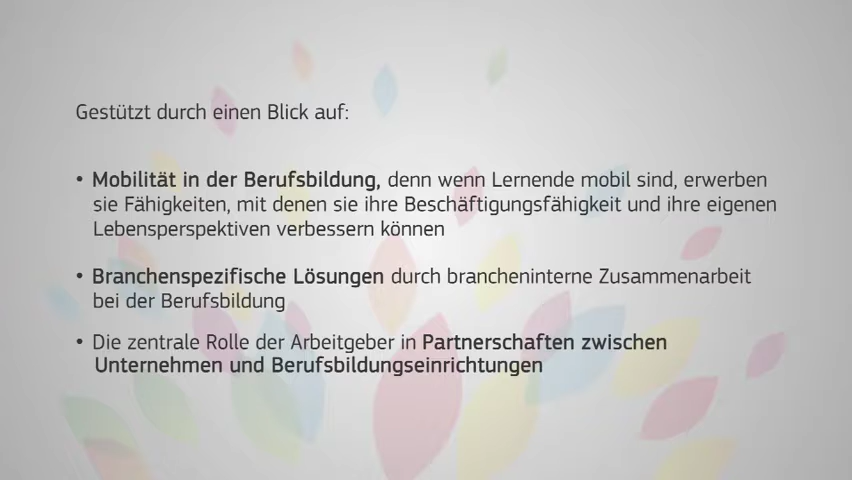 Gestützt durch einen Blick auf:
• Mobilität in der Berufsbildung, denn wenn Lernende mobil sind, erwerben
sie Fähigkeiten, mit denen sie ihre Beschäftigungsfähigkeit und ihre eigenen
Lebensperspektiven verbessern können
• Branchenspezifische Lösungen durch brancheninterne Zusammenarbeit
bei der Berufsbildung
• Die zentrale Rolle der Arbeitgeber in Partnerschaften zwischen
Unternehmen und Berufsbildungseinrichtungen